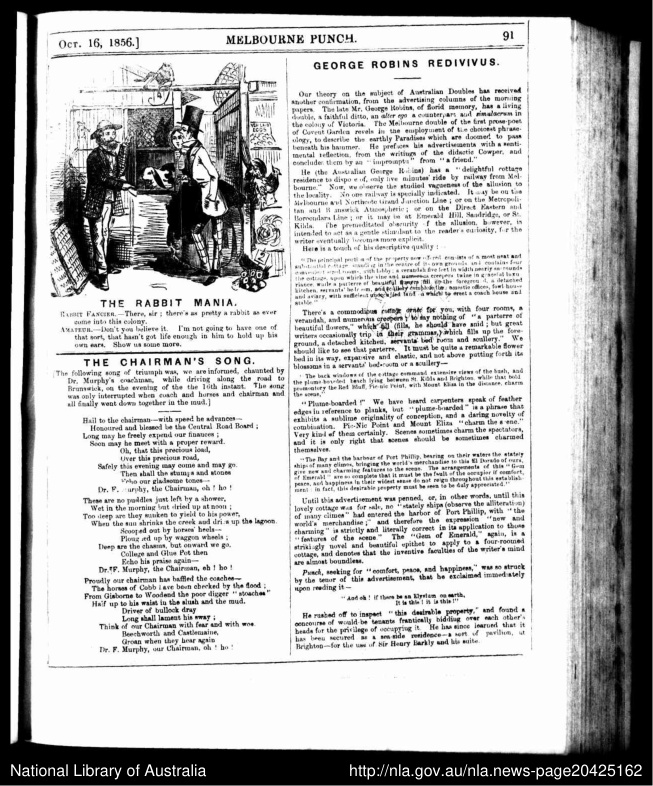 OCT. 16, 1856.]
MELBOURNE PUNCH.
91
THE RABBIT MANIA.
RABBIT FANCIER.—There, sir; there's as pretty a rabbit as ever
come into this colony.
AMATEUR.—Don't you believe it. I'm not going to have one of
that sort, that hasn't got life enough in him to hold up his
own ears. Show us some more.
THE CHAIRMAN'S SONG.
[The following song of triumph was, we are informed, chaunted by
Dr. Murphy's coachman, while driving along the road to
Brunswick, on the evening of the the 10th instant. The song
was only interrupted when coach and horses and chairman and
all finally went down together in the mud.]
Hail to the chairman—with speed he advances—
Honoured and blessed be the Central Road Board;
Long may he freely expend our finances;
Soon may he meet with a proper reward.
Oh, that this precious load,
Over this precious road,
Safely this evening may come and may go.
Then shall the stumps and stones
Echo our gladsome tones—
Dr. F. Murphy, the Chairman, oh! ho!
These are no puddles just left by a shower,
Wet in the morning but dried up at noon;
Too deep are they sunken to yield to his power,
When the sun shrinks the creek and dries up the lagoon.
Scooped out by horses' heels—
Ploughed up by waggon wheels;
Deep are the chasms, but onward we go.
College and Glue Pot then
Echo his praise again—
Dr. F. Murphy, the Chairman, oh! ho!
Proudly our chairman has baffled the coaches—
The horses of Cobb have been checked by the flood;
From Gisborne to Woodend the poor digger "stoaches"
Half up to his waist in the slush and the mud.
Driver of bullock dray
Long shall lament his sway;
Think of our Chairman with fear and with woe.
Beechworth and Castlemaine,
Groan when they hear again
Dr. F. Murphy, our Chairman, oh! ho!
GEORGE ROBINS REDIVIVUS.
Our theory on the subject of Australian Doubles has received
another confirmation, from the advertising columns of the morning
papers. The late Mr. George Robins, of florid memory, has a living
double, a faithful ditto, an alter ego a counterpart and simulacrum in
the colony of Victoria. The Melbourne double of the first prose-poet
of Covent Garden revels in the employment of the choicest phrase-
ology, to describe the earthly Paradises which are doomed to pass
beneath his hammer. He prefaces his advertisements with a senti-
mental reflection, from the writings of the didactic Cowper, and
concludes them by an "impromptu" from "a friend."
He (the Australian George Robins) has a "delightful cottage
residence to dispose of, only five minutes' ride by railway from Mel-
bourne." Now, we observe the studied vagueness of the allusion to
the locality. No one railway is specially indicated. It may be on the
Melbourne and Northcote Grand Junction Line; or on the Metropoli-
tan and Brunswick Atmospheric; or on the Direct Eastern and
Boroondara Line; or it may be at Emerald Hill, Sandridge, or St.
Kilda. The premeditated obscurity of the allusion, however, is
intended to act as a gentle stimulant to the reader's curiosity, for the
writer eventually becomes more explicit.
Here is a touch of his descriptive quality:—
"The principal portion of the property now offered consists of a most neat and
substantial cottage standing in the centre of its own grounds and contains four
rooms, with lobby; a verandah five feet in width nearly surrounds
the cottage, upon which the vine and numerous creepers twine in
a parterre of beautiful flowers fill up the foreground, a detached
kitchen, servants' bedroom, and domestic offices, fowl house
and aviary, with sufficient land on which to erect a coach house and
stable."
There's a commodious cottage ornée for you, with four rooms, a
verandah, and numerous creepers; to say nothing of "a parterre of
beautiful flowers," which fill (fills, he should have said; but great
writers occasionally trip in their grammar,) which fills up the fore-
ground, a detached kitchen, servants' bed room and scullery." We
should like to see that parterre. It must be quite a remarkable flower
bed in its way, expansive and elastic, and not above putting forth its
blossoms in a servants' bed-room or a scullery—
"The back windows of the cottage command extensive views of the bush, and
the plume-boarded beach lying between St. Kilda and Brighton, while that bold
promontory the Red Bluff, Pic-nic Point, with Mount Eliza in the distance, charm
the scene."
"Plume-boarded!" We have heard carpenters speak of feather
edges in reference to planks, but "plume-boarded" is a phrase that
exhibits a sublime originality of conception, and a daring novelty of
combination. Pic-Nic Point and Mount Eliza "charm the scene."
Very kind of them certainly. Scenes sometimes charm the spectators,
and it is only right that scenes should be sometimes charmed
themselves.
"The Bay and the harbour of Port Phillip, bearing on their waters the stately
ships of many climes, bringing the world's merchandise to this El Dorado of ours,
give new and charming features to the scene. The arrangements of this "Gem
of Emerald" are so complete that it must be the fault of the occupier if comfort,
peace, and happiness in their widest sense do not reign throughout this establish-
ment—in fact, this desirable property must be seen to be duly appreciated."
Until this advertisement was penned, or, in other words, until this
lovely cottage was for sale, no "stately ships (observe the alliteration)
of many climes" had entered the harbor of Port Phillip, with "the
world's merchandise;" and therefore the expression "new and
charming" is strictly and literally correct in its application to these
"features of the scene." The "Gem of Emerald," again, is a
strikingly novel and beautiful epithet to apply to a four-roomed
cottage, and denotes that the inventive faculties of the writer's mind
are almost boundless.
Punch, seeking for "comfort, peace, and happiness," was so struck
by the tenor of this advertisement, that he exclaimed immediately
upon reading it—
"And oh! if there be an Elysium on earth,
It is this! it is this!"
He rushed off to inspect "this desirable property," and found a
concourse of would-be tenants frantically bidding over each other's
heads for the privilege of occupying it. He has since learned that it
has been secured as a sea-side residence—a sort of pavilion, at
Brighton—for the use of Sir Henry Barkly and his suite.
National Library of Australia
http://nla.gov.au/nla.news-page20425162